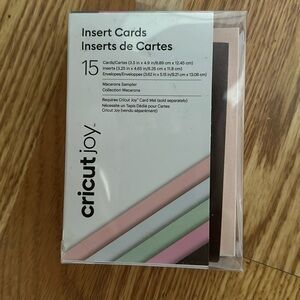 Insert Cards
Inserts de Cartes
15
Cards/Cartes (3.5 in x 4.9 in/8.89 cm x 12.45 cm)
Inserts (3.25 in x 4.65 in/8.26 cm x 11.8 cm)
Envelopes/Enveloppes (3.62 in x 5.15 in/9.21 cm x 13.08 cm)
Macarons Sampler
Collection Macarons
Requires Cricut Joy™ Card Mat (sold separately)
Nécessite un Tapis Dédié pour Cartes
Cricut Joy (vendu séparément)
cricut joy™